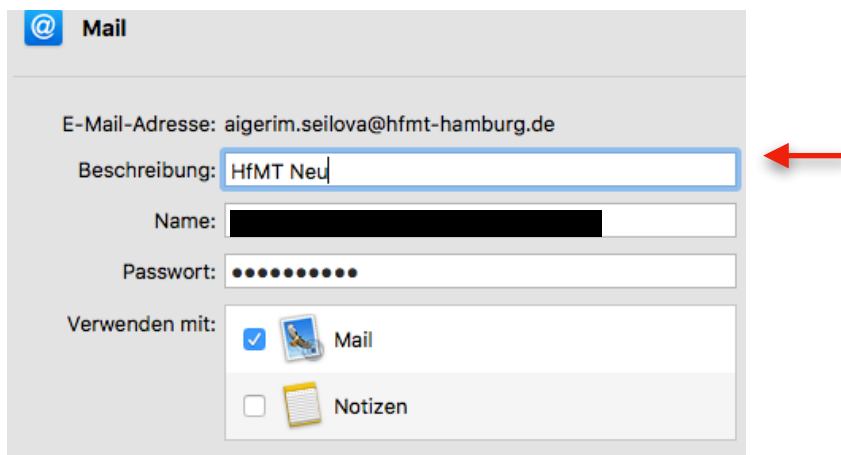 Mail
E-Mail-Adresse: aigerim.seilova@hfmt-hamburg.de
Beschreibung: HfMT Neu
Name:
Passwort: ●●●●●●●●●●
Verwenden mit:
Mail
Notizen